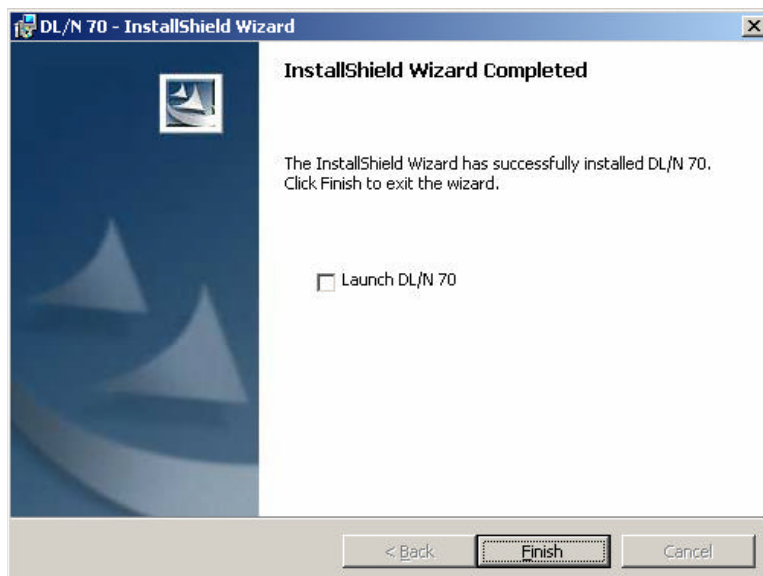 DL/N 70 - InstallShield Wizard
InstallShield Wizard Completed
The InstallShield Wizard has successfully installed DL/N 70.
Click Finish to exit the wizard.
Launch DL/N 70
< Back
Finish
Cancel